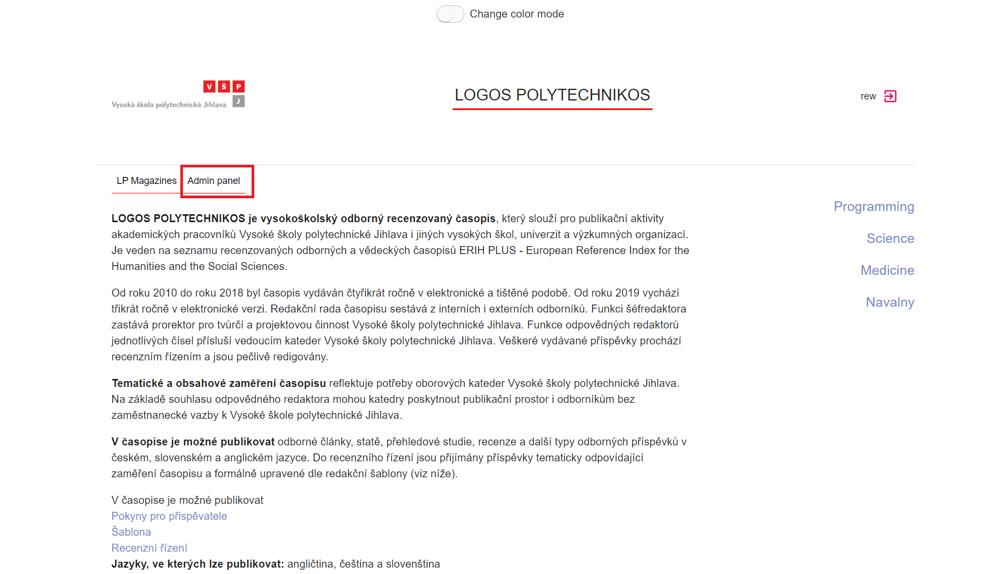 Change color mode
V Š P
J
Vysoká škola polytechnická Jihlava
LOGOS POLYTECHNIKOS
rew
LP Magazines Admin panel
LOGOS POLYTECHNIKOS je vysokoškolský odborný recenzovaný časopis, který slouží pro publikační aktivity
akademických pracovníků Vysoké školy polytechnické Jihlava i jiných vysokých škol, univerzit a výzkumných organizací.
Je veden na seznamu recenzovaných odborných a vědeckých časopisů ERIH PLUS - European Reference Index for the
Humanities and the Social Sciences.
Od roku 2010 do roku 2018 byl časopis vydáván čtyřikrát ročně v elektronické a tištěné podobě. Od roku 2019 vychází
třikrát ročně v elektronické verzi. Redakční rada časopisu sestává z interních i externích odborníků. Funkci šéfredaktora
zastává prorektor pro tvůrčí a projektovou činnost Vysoké školy polytechnické Jihlava. Funkce odpovědných redaktorů
jednotlivých čísel přísluší vedoucím kateder Vysoké školy polytechnické Jihlava. Veškeré vydávané příspěvky prochází
recenzním řízením a jsou pečlivě redigovány.
Tematické a obsahové zaměření časopisu reflektuje potřeby oborových kateder Vysoké školy polytechnické Jihlava.
Na základě souhlasu odpovědného redaktora mohou katedry poskytnout publikační prostor i odborníkům bez
zaměstnanecké vazby k Vysoké škole polytechnické Jihlava.
V časopise je možné publikovat odborné články, statě, přehledové studie, recenze a další typy odborných příspěvků v
českém, slovenském a anglickém jazyce. Do recenzního řízení jsou přijímány příspěvky tematicky odpovídající
zaměření časopisu a formálně upravené dle redakční šablony (viz níže).
V časopise je možné publikovat
Pokyny pro přispěvatele
Šablona
Recenzní řízení
Jazyky, ve kterých lze publikovat: angličtina, čeština a slovenština
Programming
Science
Medicine
Navalny